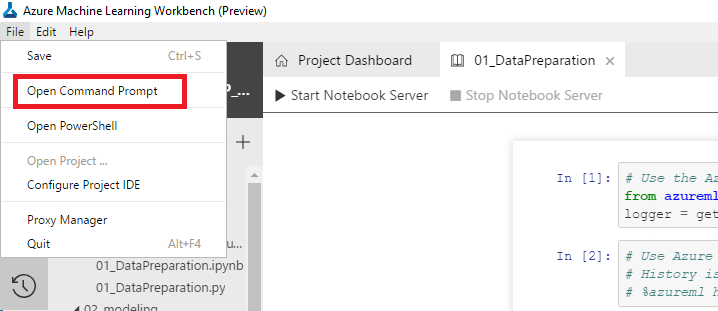 Azure Machine Learning Workbench (Preview)
File Edit Help
Save Ctrl+S
Open Command Prompt
Open PowerShell
Open Project ...
Configure Project IDE
Proxy Manager
Quit Alt+F4
P_...
u...
01_DataPreparation.ipynb
01_DataPreparation.py
02_modeling
Project Dashboard
01_DataPreparation
Start Notebook Server
Stop Notebook Server
In [1]:
# Use the Az
from azureml
logger = get
In [2]:
# Use Azure
# History is
# %azureml h